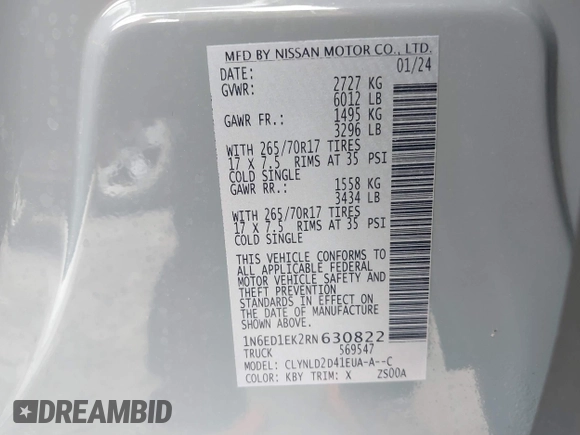 MFD BY NISSAN MOTOR CO., LTD.
DATE: 01/24
GVWR: 2727 KG
6012 LB
GAWR FR.: 1495 KG
3296 LB
WITH 265/70R17 TIRES
17 X 7.5 RIMS AT 35 PSI
COLD SINGLE
GAWR RR.: 1558 KG
3434 LB
WITH 265/70R17 TIRES
17 X 7.5 RIMS AT 35 PSI
COLD SINGLE
THIS VEHICLE CONFORMS TO
ALL APPLICABLE FEDERAL
MOTOR VEHICLE SAFETY AND
THEFT PREVENTION
STANDARDS IN EFFECT ON
THE DATE OF MANUFACTURE
SHOWN ABOVE.
1N6ED1EK2RN630822
TRUCK 569547
MODEL: CLYNLD2D41EUA-A--C
COLOR: KBY TRIM: X ZS00A
DREAMBID